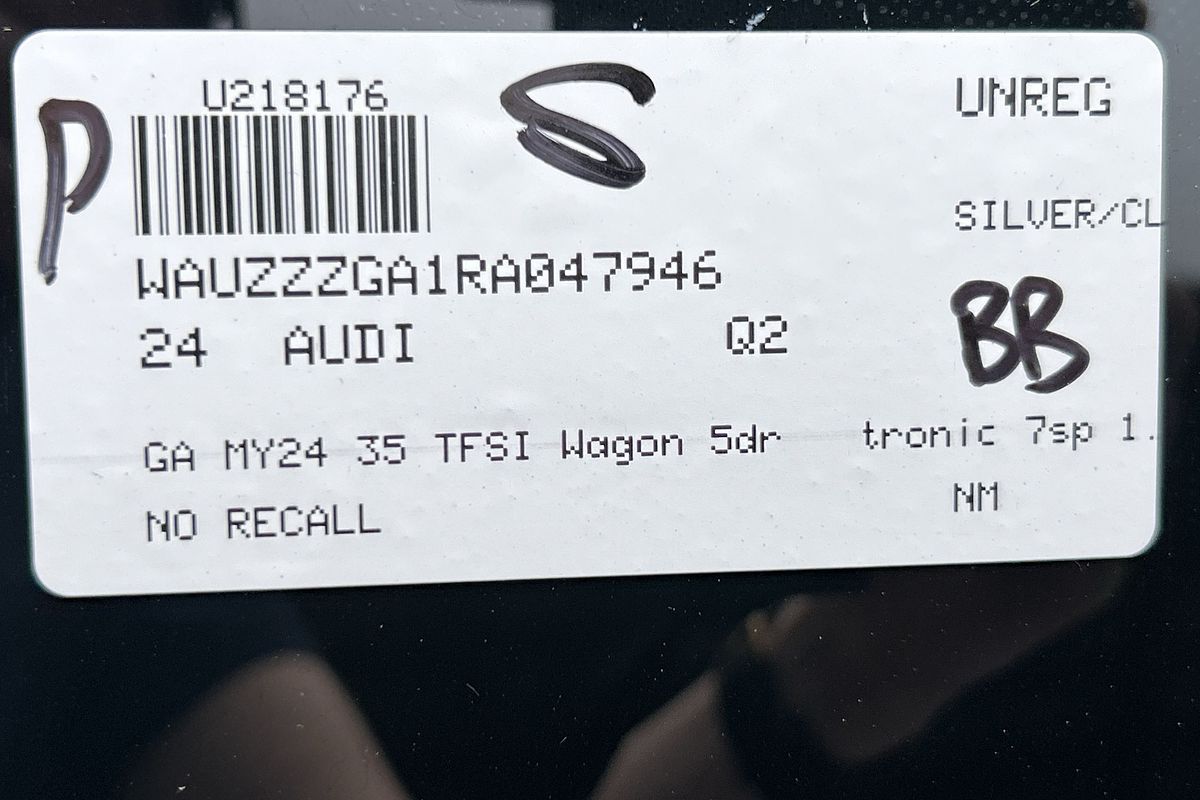 U218176
P
S
UNREG
SILVER/CL
WAUZZZGA1RA047946
24 AUDI Q2
BB
GA MY24 35 TFSI Wagon 5dr tronic 7sp 1.
NO RECALL
NM